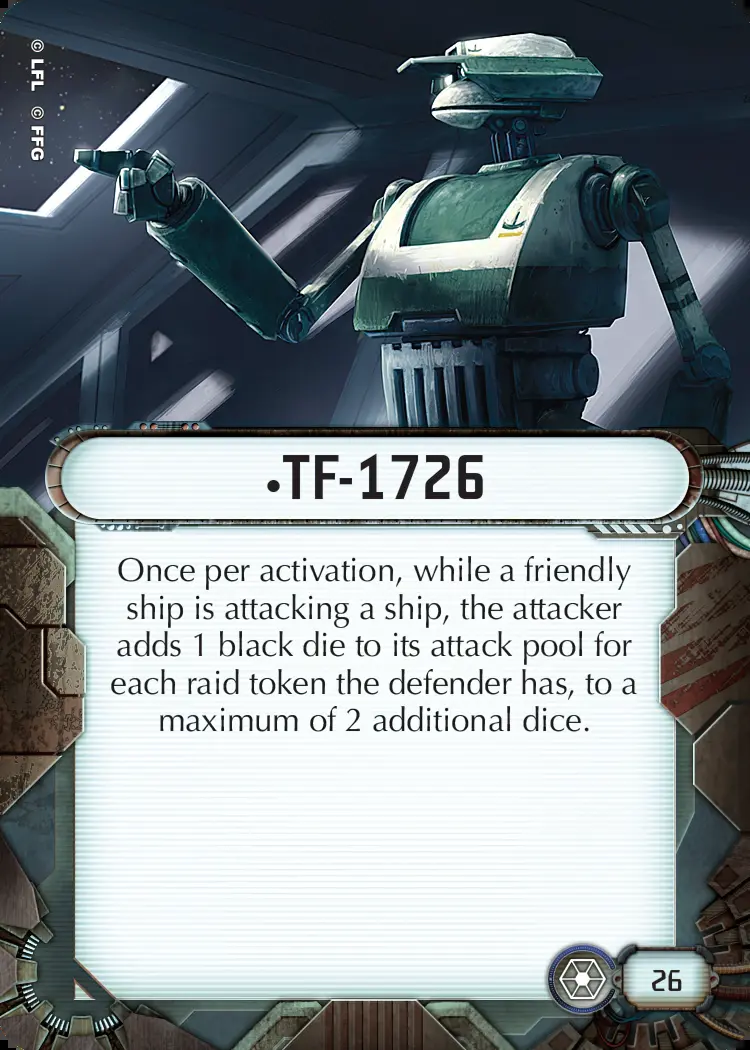 © LFL © FFG
•TF-1726
Once per activation, while a friendly
ship is attacking a ship, the attacker
adds 1 black die to its attack pool for
each raid token the defender has, to a
maximum of 2 additional dice.
26